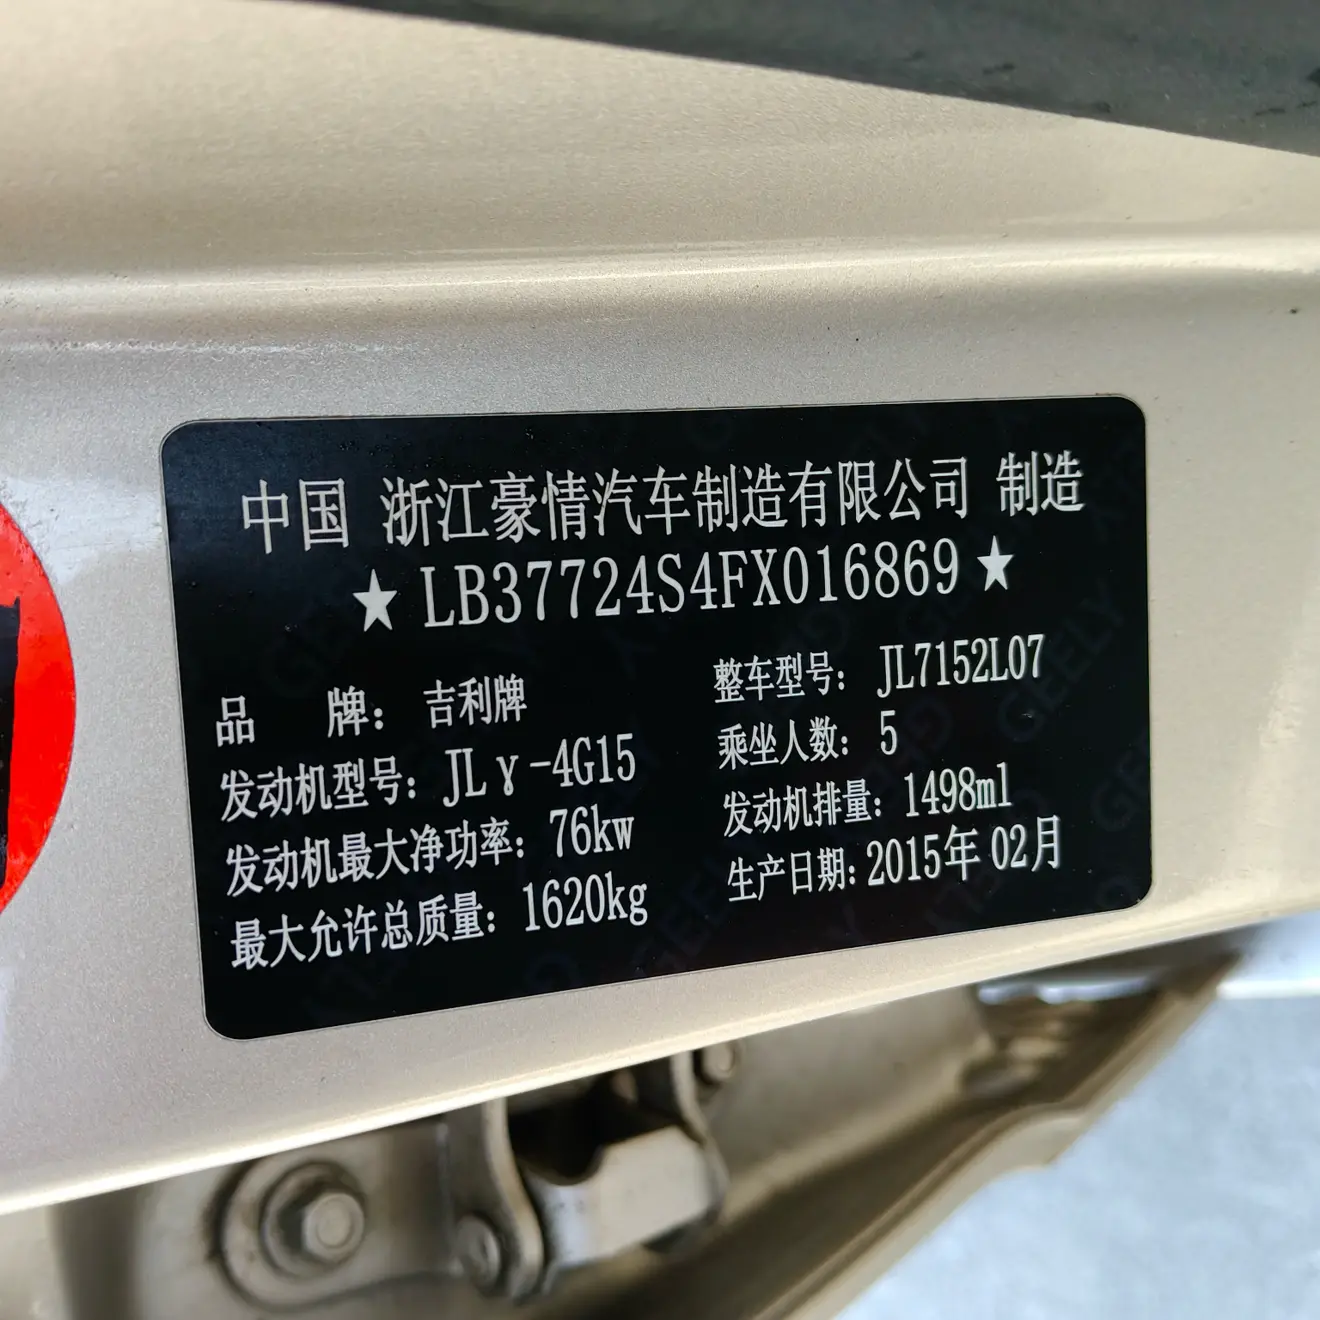 中国 浙江豪情汽车制造有限公司 制造
★LB37724S4FX016869★
品 牌：吉利牌 整车型号：JL7152L07
发动机型号：JLγ-4G15 乘坐人数：5
发动机最大净功率：76kw 发动机排量：1498ml
最大允许总质量：1620kg 生产日期：2015年02月